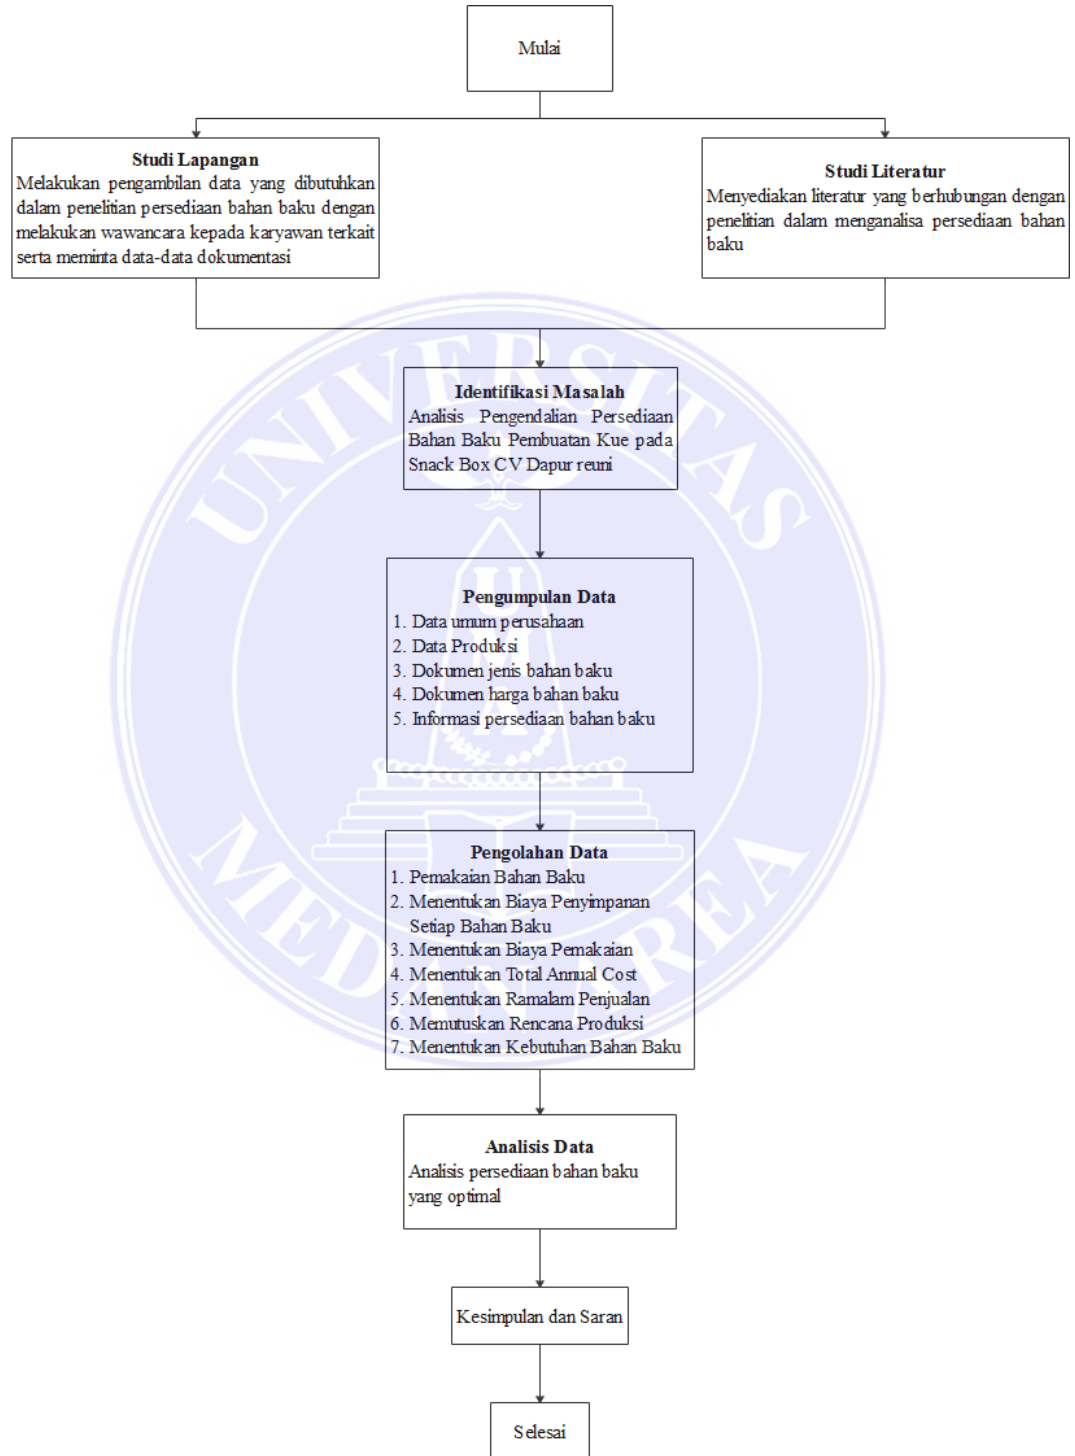 Mulai
Studi Lapangan
Melakukan pengambilan data yang dibutuhkan
dalam penelitian persediaan bahan baku dengan
melakukan wawancara kepada karyawan terkait
serta meminta data-data dokumentasi
Studi Literatur
Menyediakan literatur yang berhubungan dengan
penelitian dalam menganalisa persediaan bahan
baku
Identifikasi Masalah
Analisis Pengendalian Persediaan
Bahan Baku Pembuatan Kue pada
Snack Box CV Dapur reuni
Pengumpulan Data
1. Data umum perusahaan
2. Data Produksi
3. Dokumen jenis bahan baku
4. Dokumen harga bahan baku
5. Informasi persediaan bahan baku
Pengolahan Data
1. Pemakaian Bahan Baku
2. Menentukan Biaya Penyimpanan
Setiap Bahan Baku
3. Menentukan Biaya Pemakaian
4. Menentukan Total Annual Cost
5. Menentukan Ramalam Penjualan
6. Memutuskan Rencana Produksi
7. Menentukan Kebutuhan Bahan Baku
Analisis Data
Analisis persediaan bahan baku
yang optimal
Kesimpulan dan Saran
Selesai
UNIVERSITAS
MEDAN AREA
U
M
A